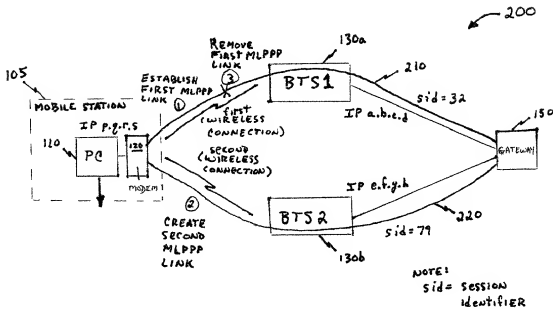 200
REMOVE
FIRST MLPPP
LINK
③
130a
BTS1
210
105
ESTABLISH
FIRST MLPPP
LINK ①
sid = 32
MOBILE STATION
first
(WIRELESS
CONNECTION)
IP a.b.c.d
150
IP p.q.r.s
110
PC
120
MODEM
second
(WIRELESS
CONNECTION)
GATEWAY
IP e.f.g.h
②
CREATE
SECOND
MLPPP
LINK
BTS2
220
sid = 79
130b
NOTE:
sid = SESSION
IDENTIFIER